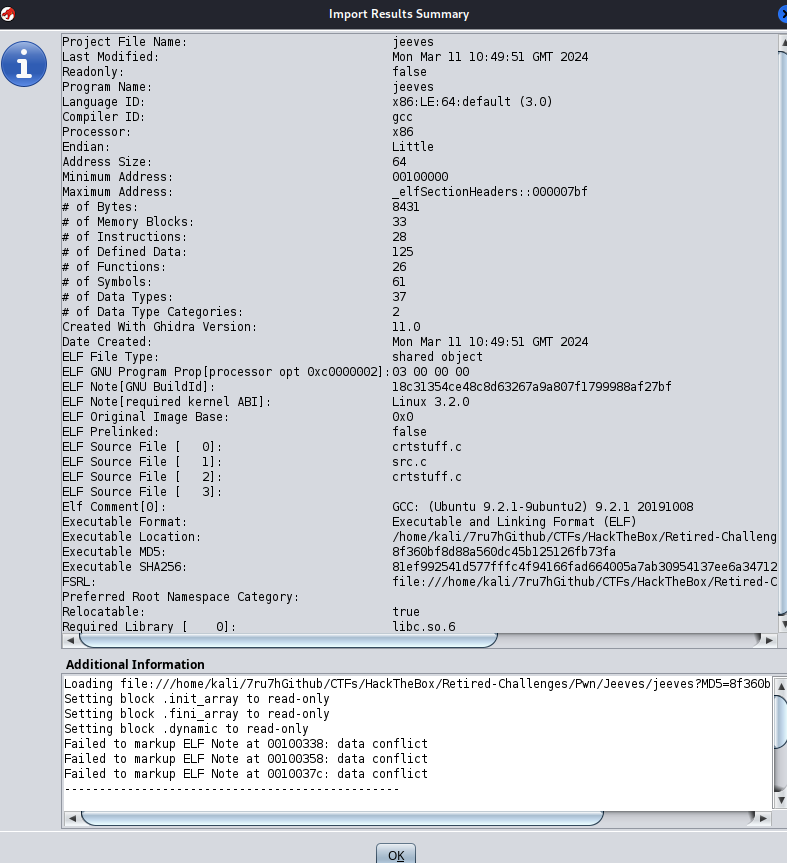 Import Results Summary
Project File Name: jeeves
Last Modified: Mon Mar 11 10:49:51 GMT 2024
Readonly: false
Program Name: jeeves
Language ID: x86:LE:64:default (3.0)
Compiler ID: gcc
Processor: x86
Endian: Little
Address Size: 64
Minimum Address: 00100000
Maximum Address: _elfSectionHeaders::000007bf
# of Bytes: 8431
# of Memory Blocks: 33
# of Instructions: 28
# of Defined Data: 125
# of Functions: 26
# of Symbols: 61
# of Data Types: 37
# of Data Type Categories: 2
Created With Ghidra Version: 11.0
Date Created: Mon Mar 11 10:49:51 GMT 2024
ELF File Type: shared object
ELF GNU Program Prop[processor opt 0xc0000002]: 03 00 00 00
ELF Note[GNU BuildId]: 18c31354ce48c8d63267a9a807f1799988af27bf
ELF Note[required kernel ABI]: Linux 3.2.0
ELF Original Image Base: 0x0
ELF Prelinked: false
ELF Source File [ 0]: crtstuff.c
ELF Source File [ 1]: src.c
ELF Source File [ 2]: crtstuff.c
ELF Source File [ 3]:
Elf Comment[0]: GCC: (Ubuntu 9.2.1-9ubuntu2) 9.2.1 20191008
Executable Format: Executable and Linking Format (ELF)
Executable Location: /home/kali/7ru7hGithub/CTFs/HackTheBox/Retired-Challeng
Executable MD5: 8f360bf8d88a560dc45b125126fb73fa
Executable SHA256: 81ef992541d577fffc4f94166fad664005a7ab30954137ee6a34712
FSRL: file:///home/kali/7ru7hGithub/CTFs/HackTheBox/Retired-C
Preferred Root Namespace Category:
Relocatable: true
Required Library [ 0]: libc.so.6
Additional Information
Loading file:///home/kali/7ru7hGithub/CTFs/HackTheBox/Retired-Challenges/Pwn/Jeeves/jeeves?MD5=8f360b
Setting block .init_array to read-only
Setting block .fini_array to read-only
Setting block .dynamic to read-only
Failed to markup ELF Note at 00100338: data conflict
Failed to markup ELF Note at 00100358: data conflict
Failed to markup ELF Note at 0010037c: data conflict
----------------------------------------------
OK